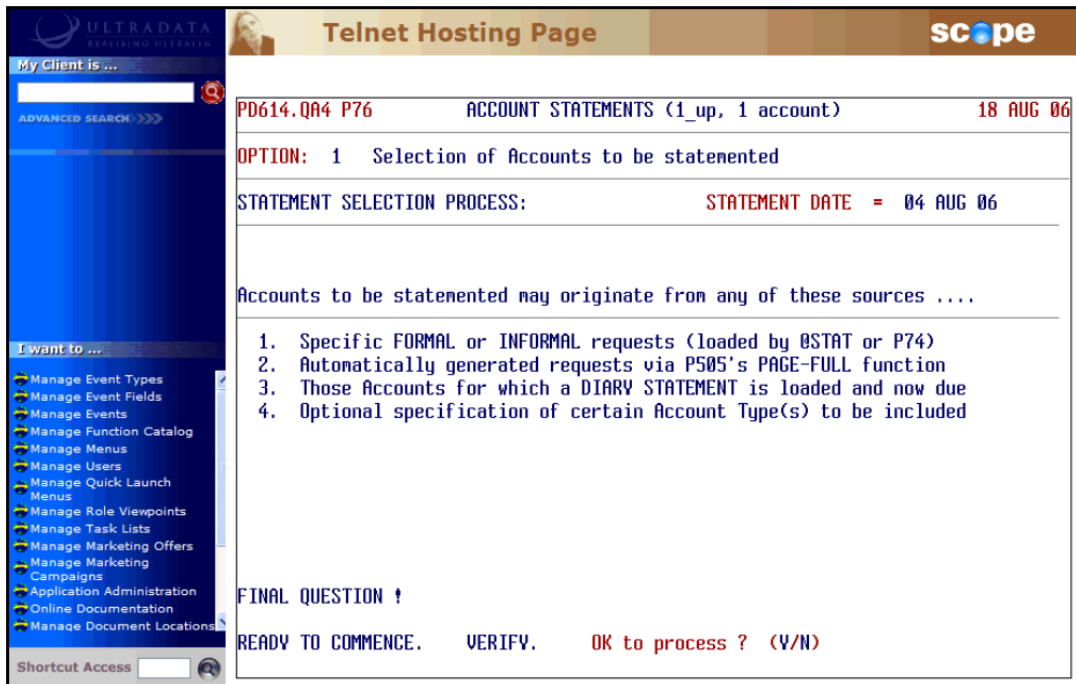 ULTRADATA
REALISING ULTRAFIN
Telnet Hosting Page
scope
My Client is ...
ADVANCED SEARCH >>>
PD614.QA4 P76 ACCOUNT STATEMENTS (1_up, 1 account) 18 AUG 06
OPTION: 1 Selection of Accounts to be statemented
STATEMENT SELECTION PROCESS: STATEMENT DATE = 04 AUG 06
Accounts to be statemented may originate from any of these sources ....
1. Specific FORMAL or INFORMAL requests (loaded by @STAT or P74)
2. Automatically generated requests via P505's PAGE-FULL function
3. Those Accounts for which a DIARY STATEMENT is loaded and now due
4. Optional specification of certain Account Type(s) to be included
FINAL QUESTION !
READY TO COMMENCE. VERIFY. OK to process ? (Y/N)
I want to ...
Manage Event Types
Manage Event Fields
Manage Events
Manage Function Catalog
Manage Menus
Manage Users
Manage Quick Launch
Menus
Manage Role Viewpoints
Manage Task Lists
Manage Marketing Offers
Manage Marketing
Campaigns
Application Administration
Online Documentation
Manage Document Locations
Shortcut Access